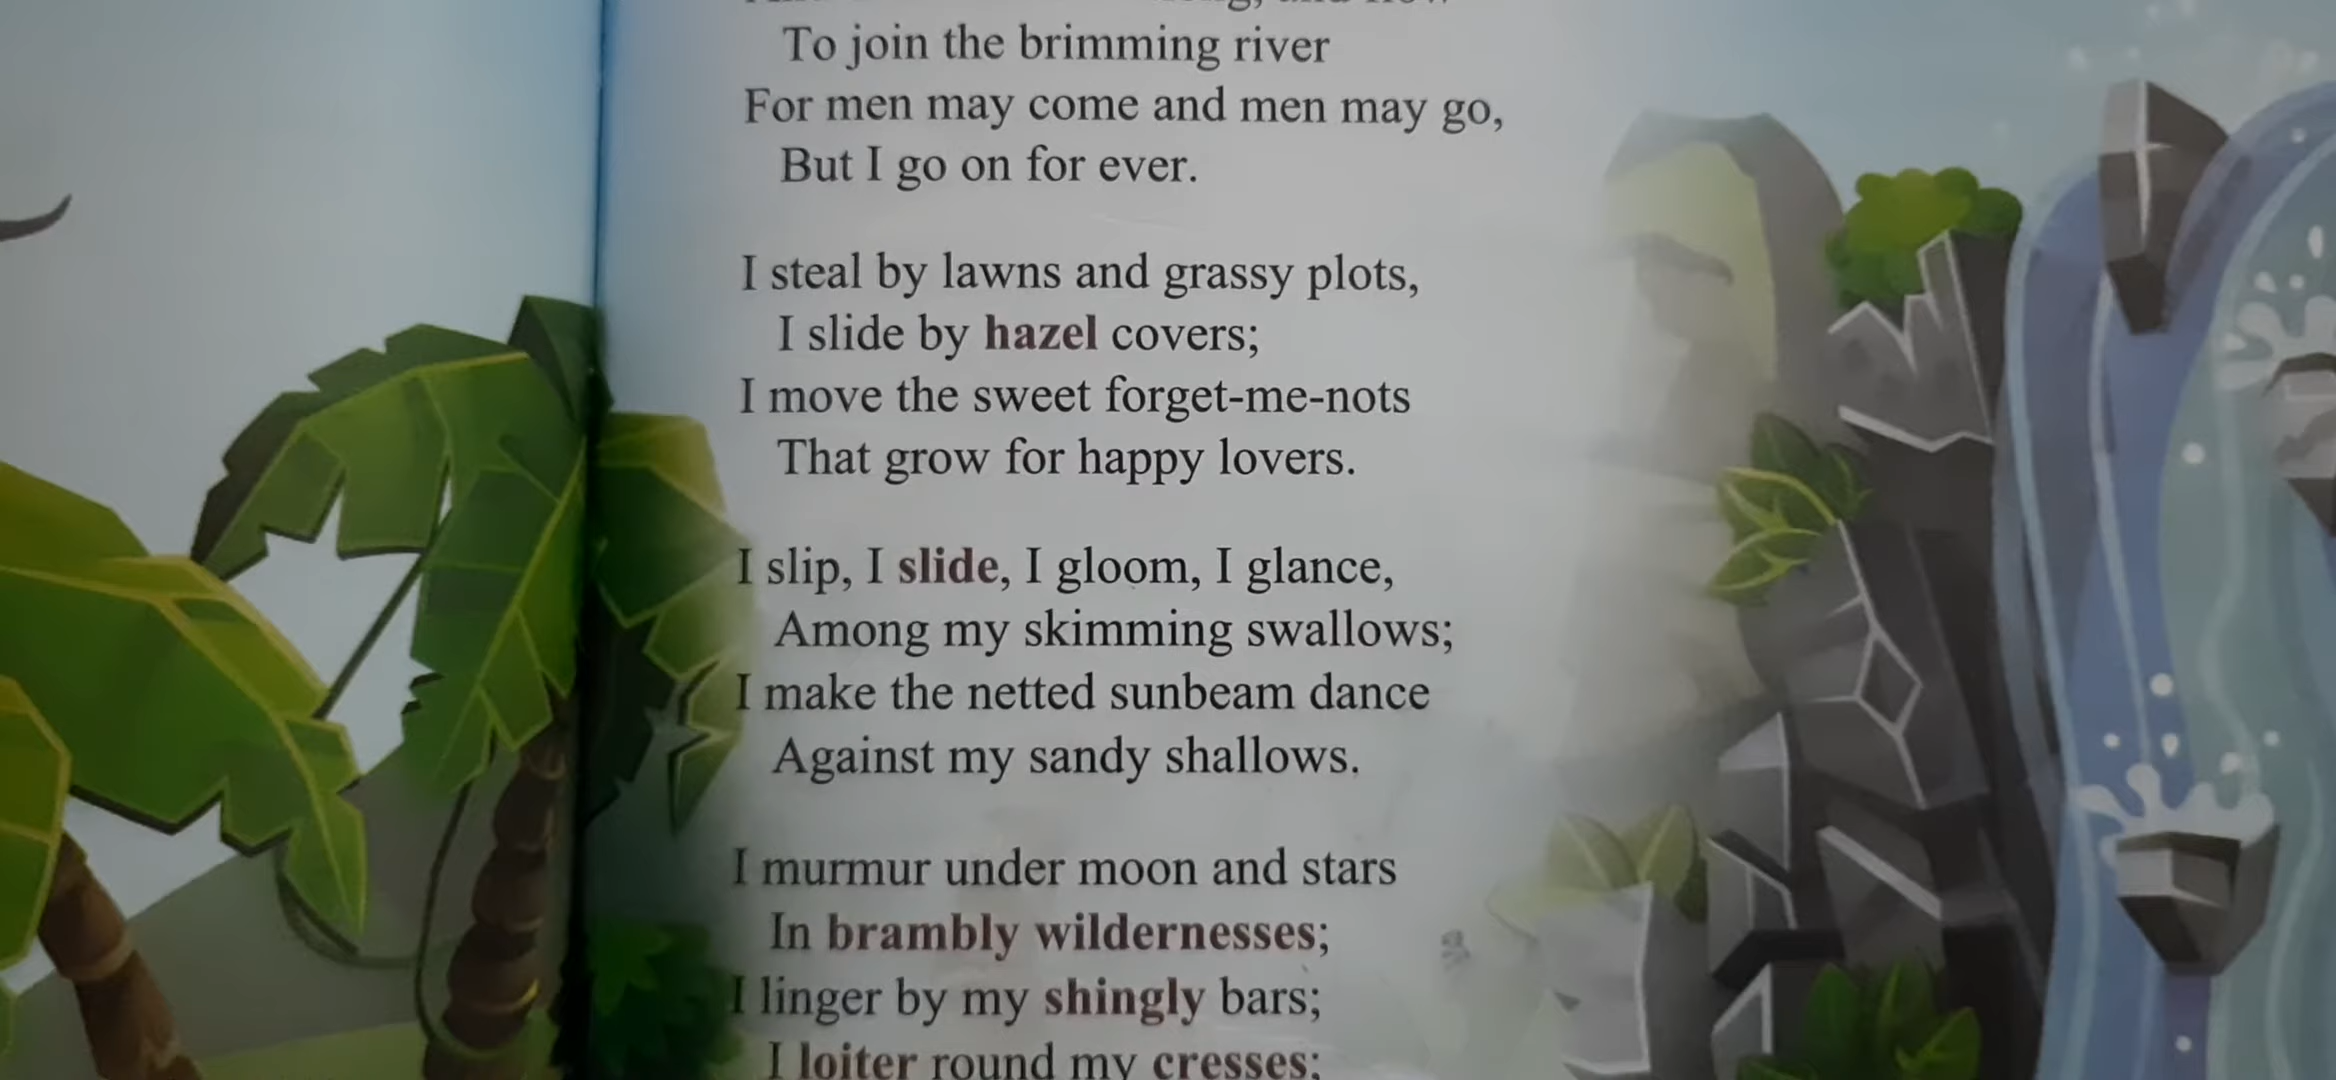 To join the brimming river
For men may come and men may go,
But I go on for ever.
I steal by lawns and grassy plots,
I slide by hazel covers;
I move the sweet forget-me-nots
That grow for happy lovers.
I slip, I slide, I gloom, I glance,
Among my skimming swallows;
I make the netted sunbeam dance
Against my sandy shallows.
I murmur under moon and stars
In brambly wildernesses;
I linger by my shingly bars;
I loiter round my cresses;